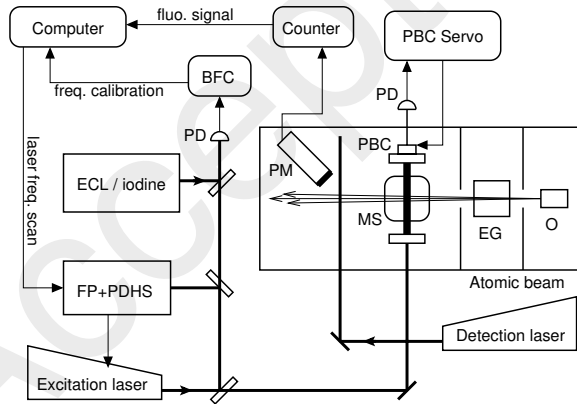 Computer
fluo. signal
Counter
PBC Servo
freq. calibration
BFC
PD
PD
laser freq. scan
ECL / iodine
PM
PBC
MS
EG
O
FP+PDHS
Atomic beam
Excitation laser
Detection laser
Accep